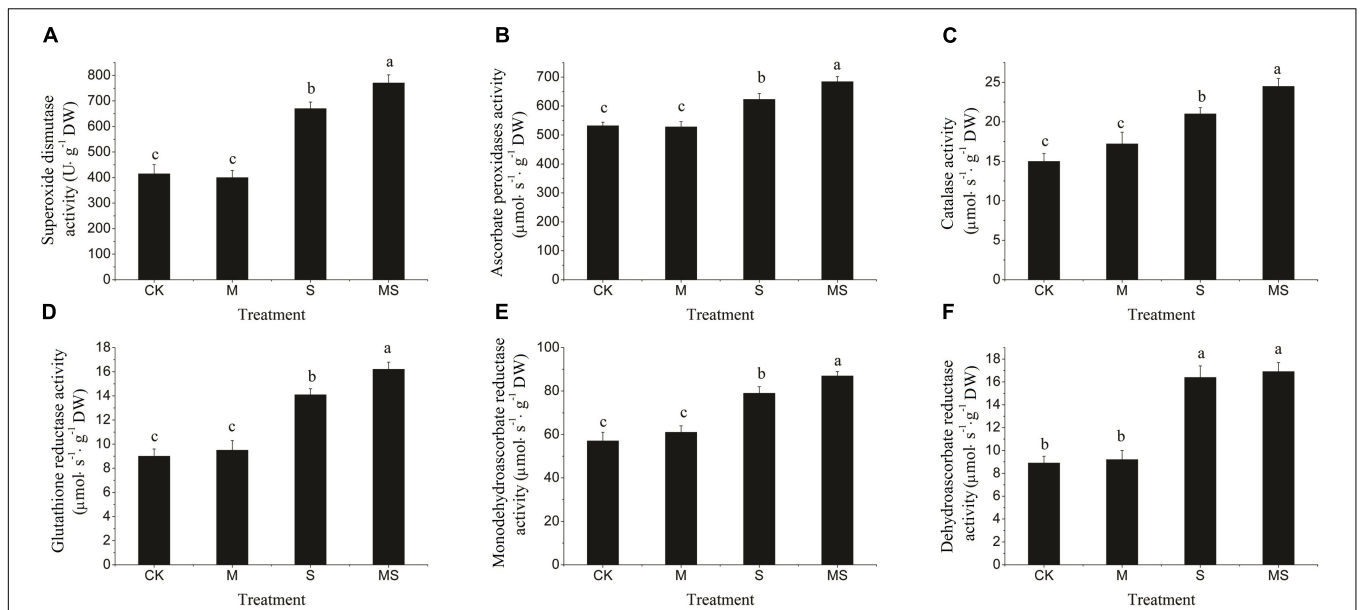 A
Superoxide dismutase
activity (U· g⁻¹ DW)
800
700
600
500
400
300
200
100
0
c
c
b
a
CK M S MS
Treatment
B
Ascorbate peroxidases activity
(μmol· s⁻¹· g⁻¹ DW)
700
600
500
400
300
200
100
0
c
c
b
a
CK M S MS
Treatment
C
Catalase activity
(μmol· s⁻¹· g⁻¹ DW)
25
20
15
10
5
0
c
c
b
a
CK M S MS
Treatment
D
Glutathione reductase activity
(μmol· s⁻¹· g⁻¹ DW)
18
16
14
12
10
8
6
4
2
0
c
c
b
a
CK M S MS
Treatment
E
Monodehydroascorbate reductase
activity (μmol· s⁻¹· g⁻¹ DW)
100
80
60
40
20
0
c
c
b
a
CK M S MS
Treatment
F
Dehydroascorbate reductase
activity (μmol· s⁻¹·g⁻¹ DW)
18
16
14
12
10
8
6
4
2
0
b
b
a
a
CK M S MS
Treatment